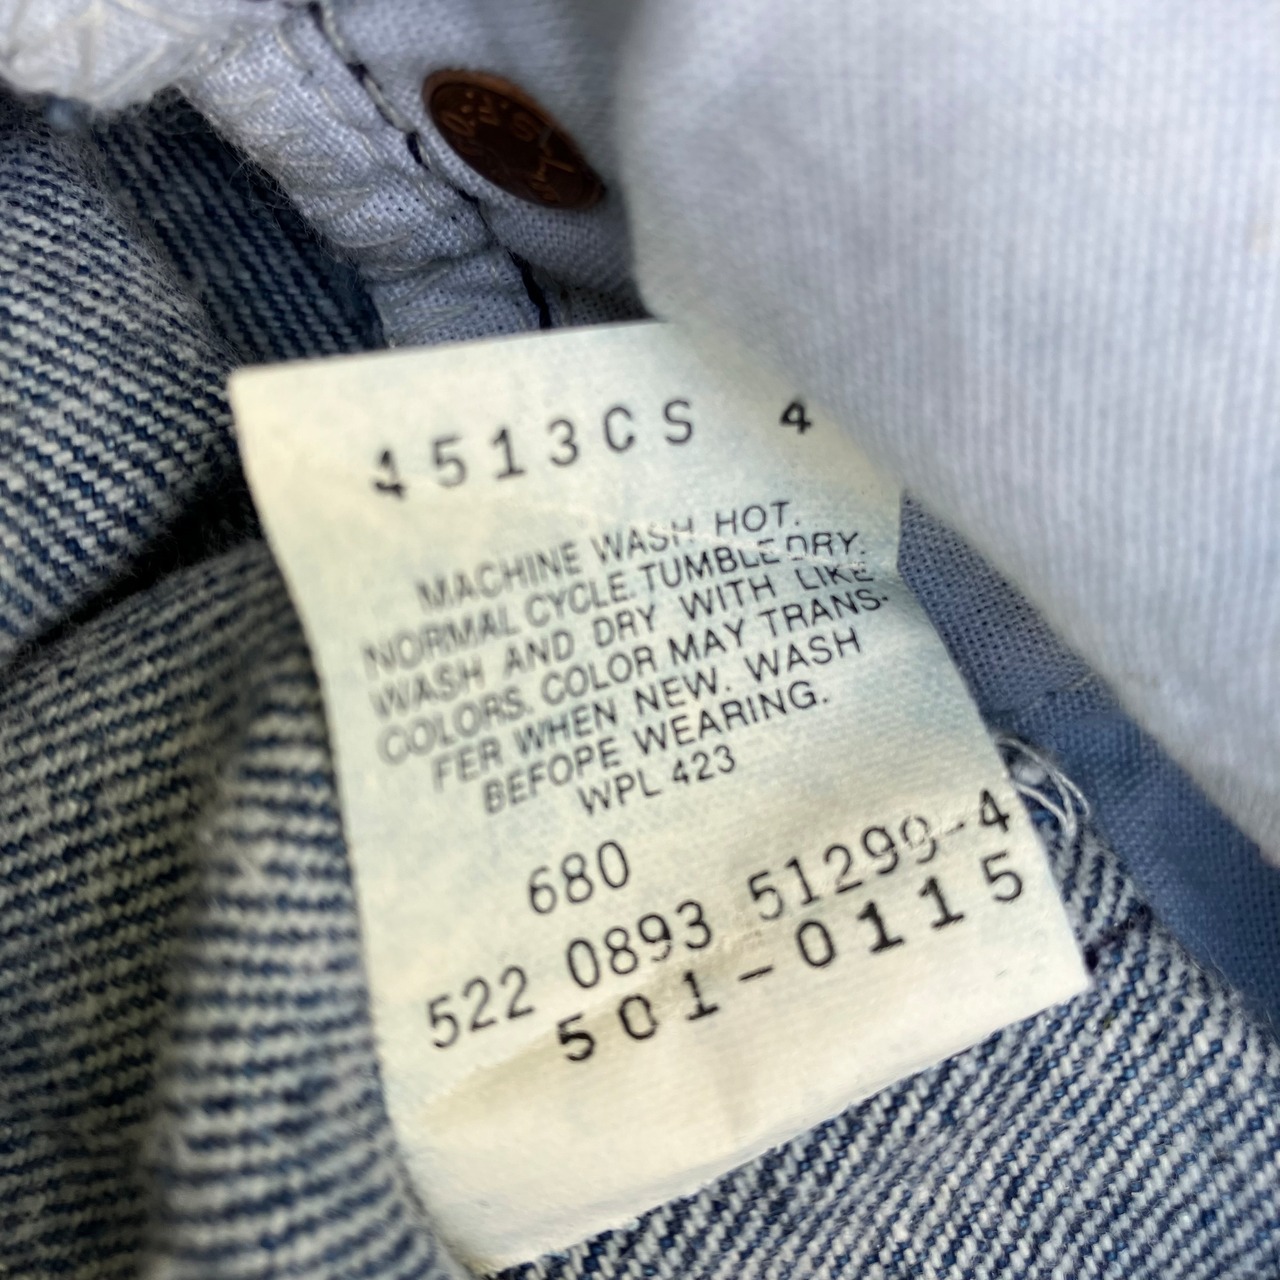 4513CS 4
MACHINE WASH HOT.
NORMAL CYCLE. TUMBLE DRY.
WASH AND DRY WITH LIKE
COLORS. COLOR MAY TRANS-
FER WHEN NEW. WASH
BEFOPE WEARING.
WPL 423
680
522 0893 51299-4
501-0115